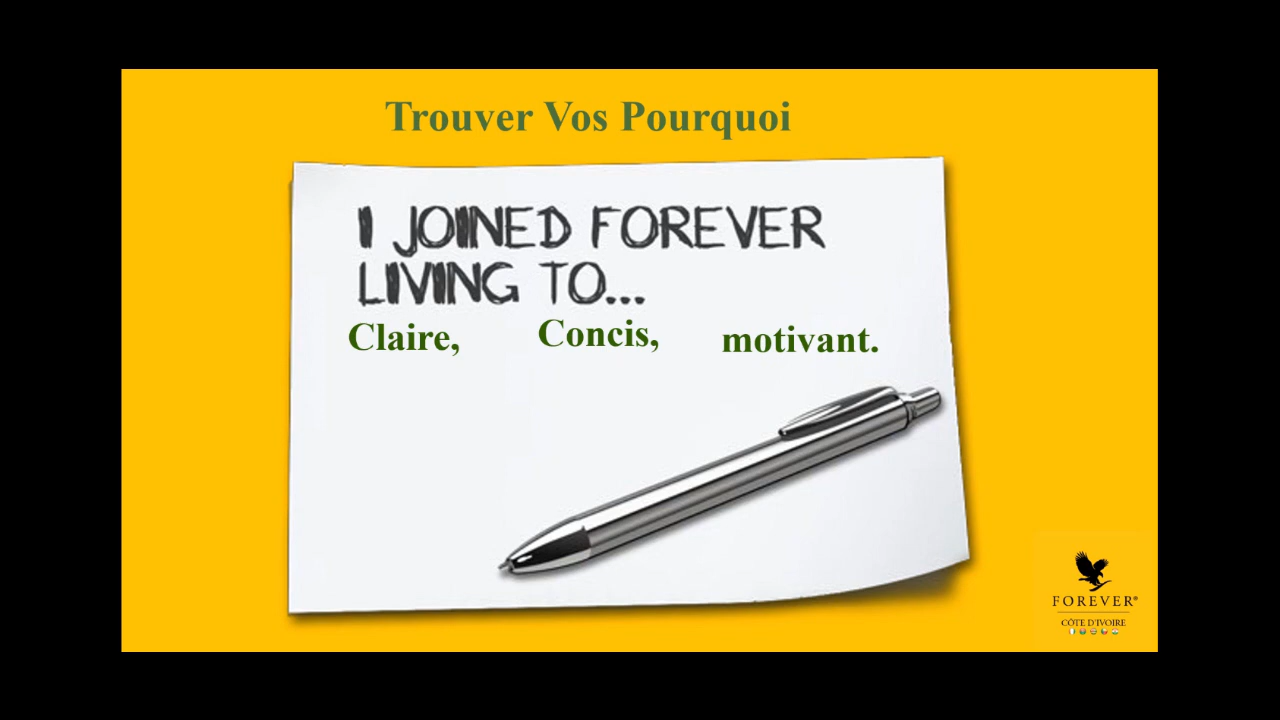 Trouver Vos Pourquoi
I JOINED FOREVER
LIVING TO...
Claire, Concis, motivant.
FOREVER®
CÔTE D'IVOIRE